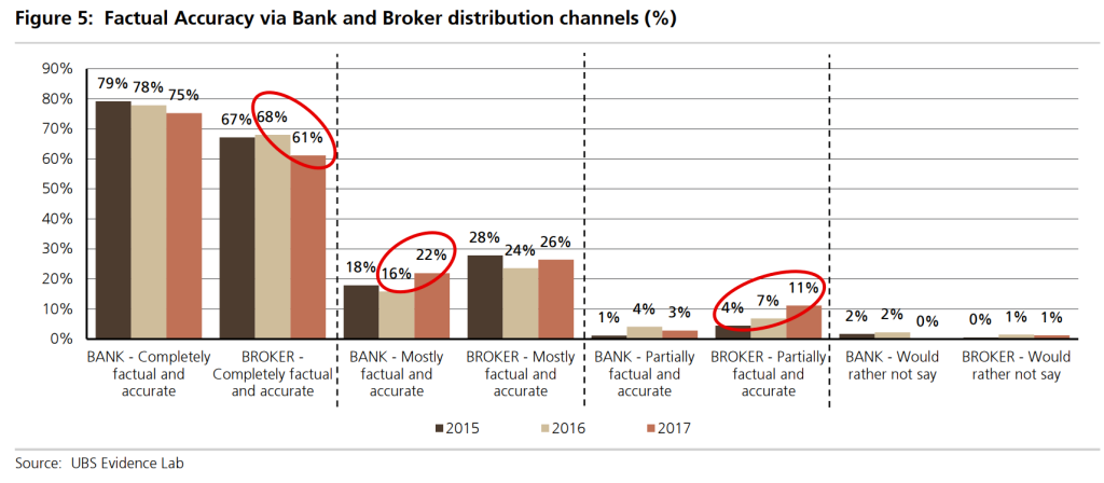 Figure 5: Factual Accuracy via Bank and Broker distribution channels (%)
90%
80%
70%
60%
50%
40%
30%
20%
10%
0%
79% 78% 75%
67% 68% 61%
18% 16% 22%
28% 24% 26%
1% 4% 3%
4% 7% 11%
2% 2% 0%
0% 1% 1%
BANK - Completely
factual and
accurate
BROKER -
Completely factual
and accurate
BANK - Mostly
factual and
accurate
BROKER - Mostly
factual and
accurate
BANK - Partially
factual and
accurate
BROKER - Partially
factual and
accurate
BANK - Would
rather not say
BROKER - Would
rather not say
2015 2016 2017
Source: UBS Evidence Lab